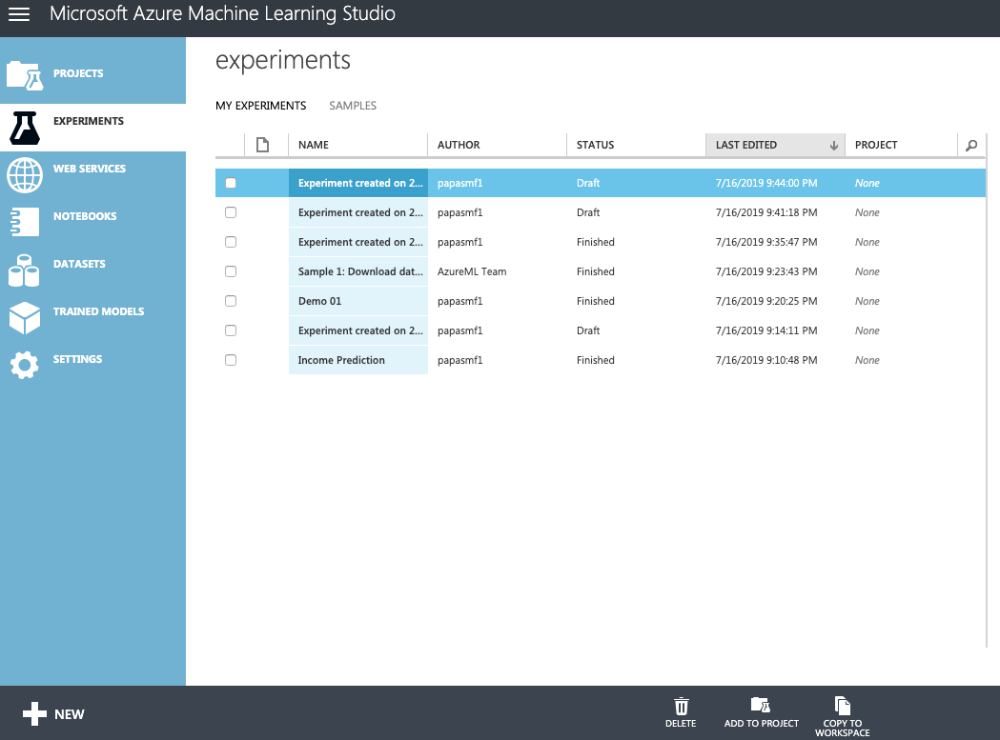 Microsoft Azure Machine Learning Studio
PROJECTS
EXPERIMENTS
WEB SERVICES
NOTEBOOKS
DATASETS
TRAINED MODELS
SETTINGS
experiments
MY EXPERIMENTS SAMPLES
NAME AUTHOR STATUS LAST EDITED PROJECT
Experiment created on 2... papasmf1 Draft 7/16/2019 9:44:00 PM None
Experiment created on 2... papasmf1 Draft 7/16/2019 9:41:18 PM None
Experiment created on 2... papasmf1 Finished 7/16/2019 9:35:47 PM None
Sample 1: Download dat... AzureML Team Finished 7/16/2019 9:23:43 PM None
Demo 01 papasmf1 Finished 7/16/2019 9:20:25 PM None
Experiment created on 2... papasmf1 Draft 7/16/2019 9:14:11 PM None
Income Prediction papasmf1 Finished 7/16/2019 9:10:48 PM None
NEW
DELETE
ADD TO PROJECT
COPY TO
WORKSPACE